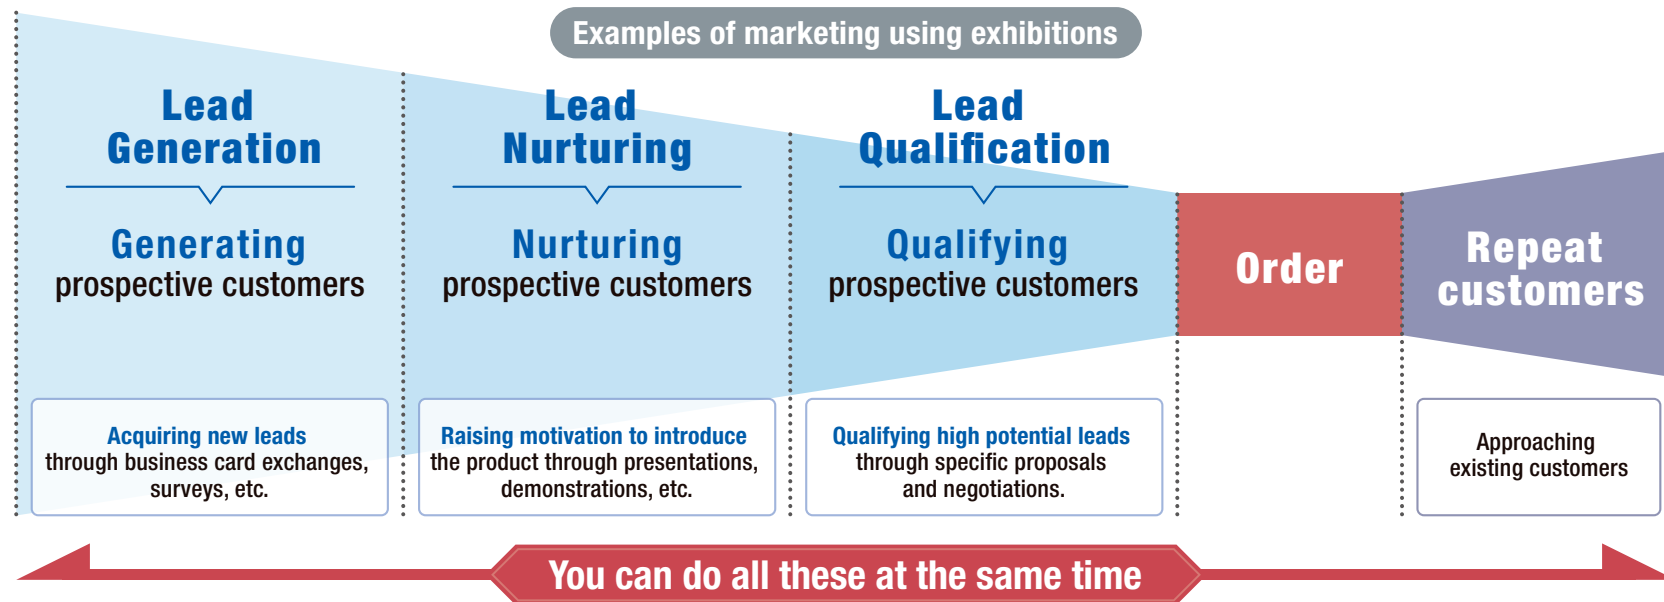 Examples of marketing using exhibitions
Lead
Generation
Generating
prospective customers
Acquiring new leads
through business card exchanges,
surveys, etc.
Lead
Nurturing
Nurturing
prospective customers
Raising motivation to introduce
the product through presentations,
demonstrations, etc.
Lead
Qualification
Qualifying
prospective customers
Qualifying high potential leads
through specific proposals
and negotiations.
Order
Repeat
customers
Approaching
existing customers
You can do all these at the same time